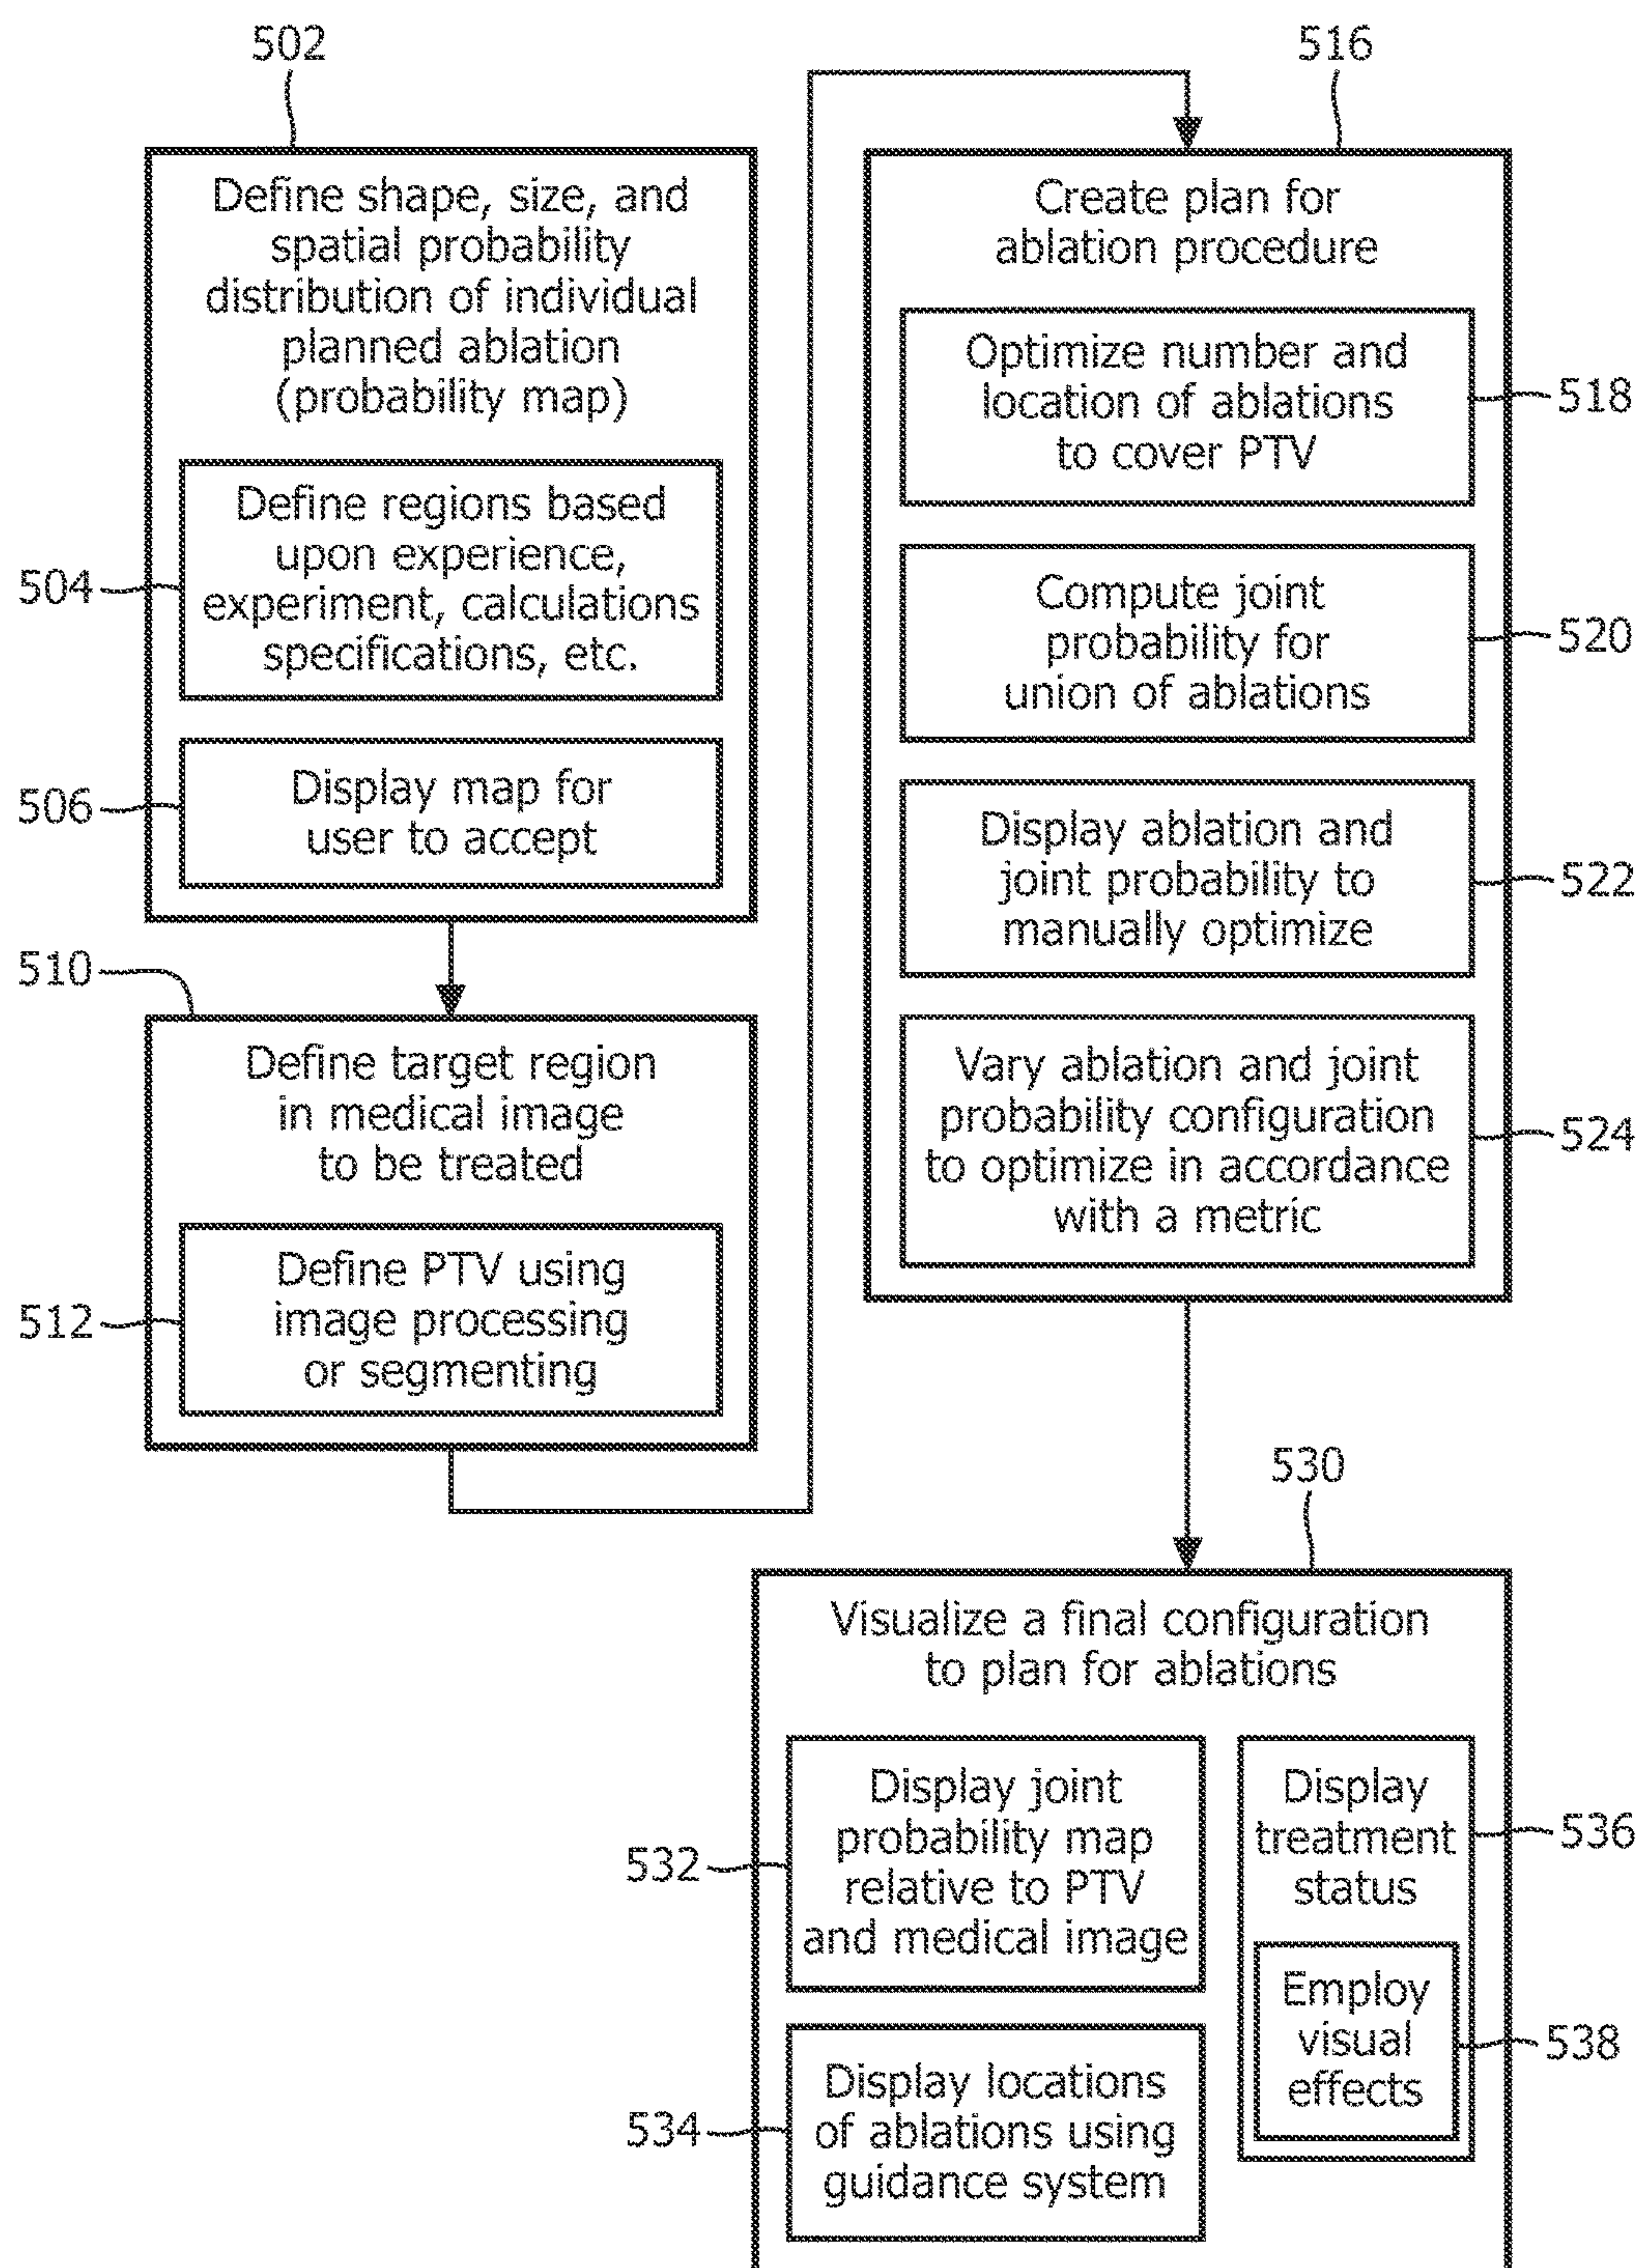 502
Define shape, size, and
spatial probability
distribution of individual
planned ablation
(probability map)
504
Define regions based
upon experience,
experiment, calculations
specifications, etc.
506
Display map for
user to accept
510
Define target region
in medical image
to be treated
512
Define PTV using
image processing
or segmenting
516
Create plan for
ablation procedure
Optimize number and
location of ablations
to cover PTV
518
Compute joint
probability for
union of ablations
520
Display ablation and
joint probability to
manually optimize
522
Vary ablation and joint
probability configuration
to optimize in accordance
with a metric
524
530
Visualize a final configuration
to plan for ablations
532
Display joint
probability map
relative to PTV
and medical image
534
Display locations
of ablations using
guidance system
Display
treatment
status
536
Employ
visual
effects
538